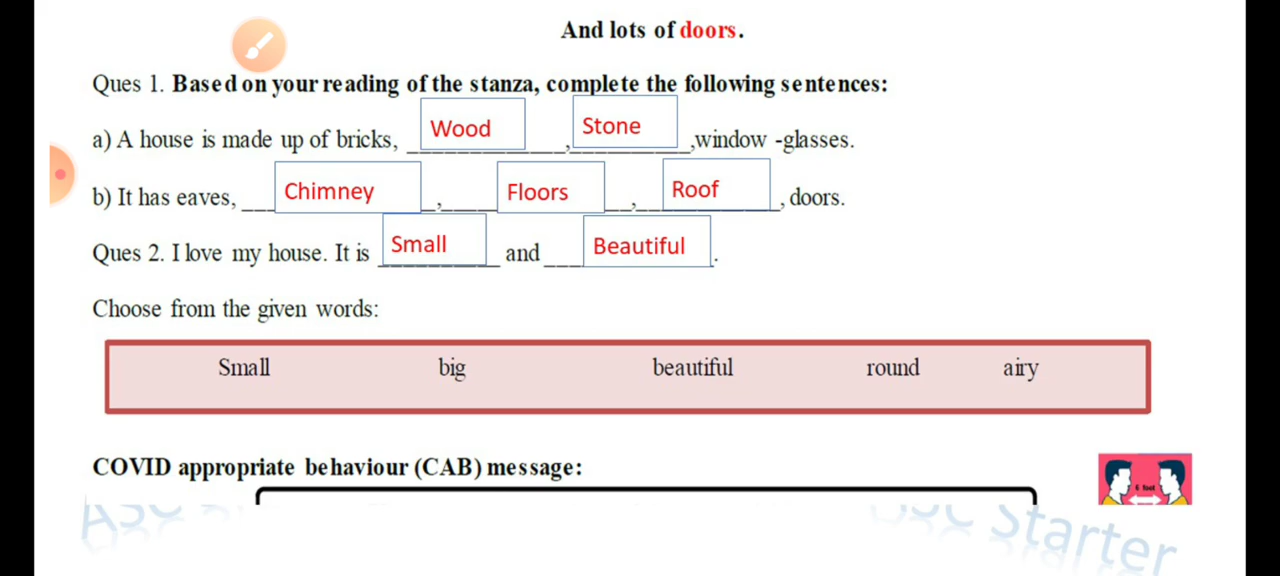 And lots of doors.
Ques 1. Based on your reading of the stanza, complete the following sentences:
a) A house is made up of bricks, Wood, Stone, window -glasses.
b) It has eaves, Chimney, Floors, Roof, doors.
Ques 2. I love my house. It is Small and Beautiful.
Choose from the given words:
Small big beautiful round airy
COVID appropriate behaviour (CAB) message:
6 foot
Starter